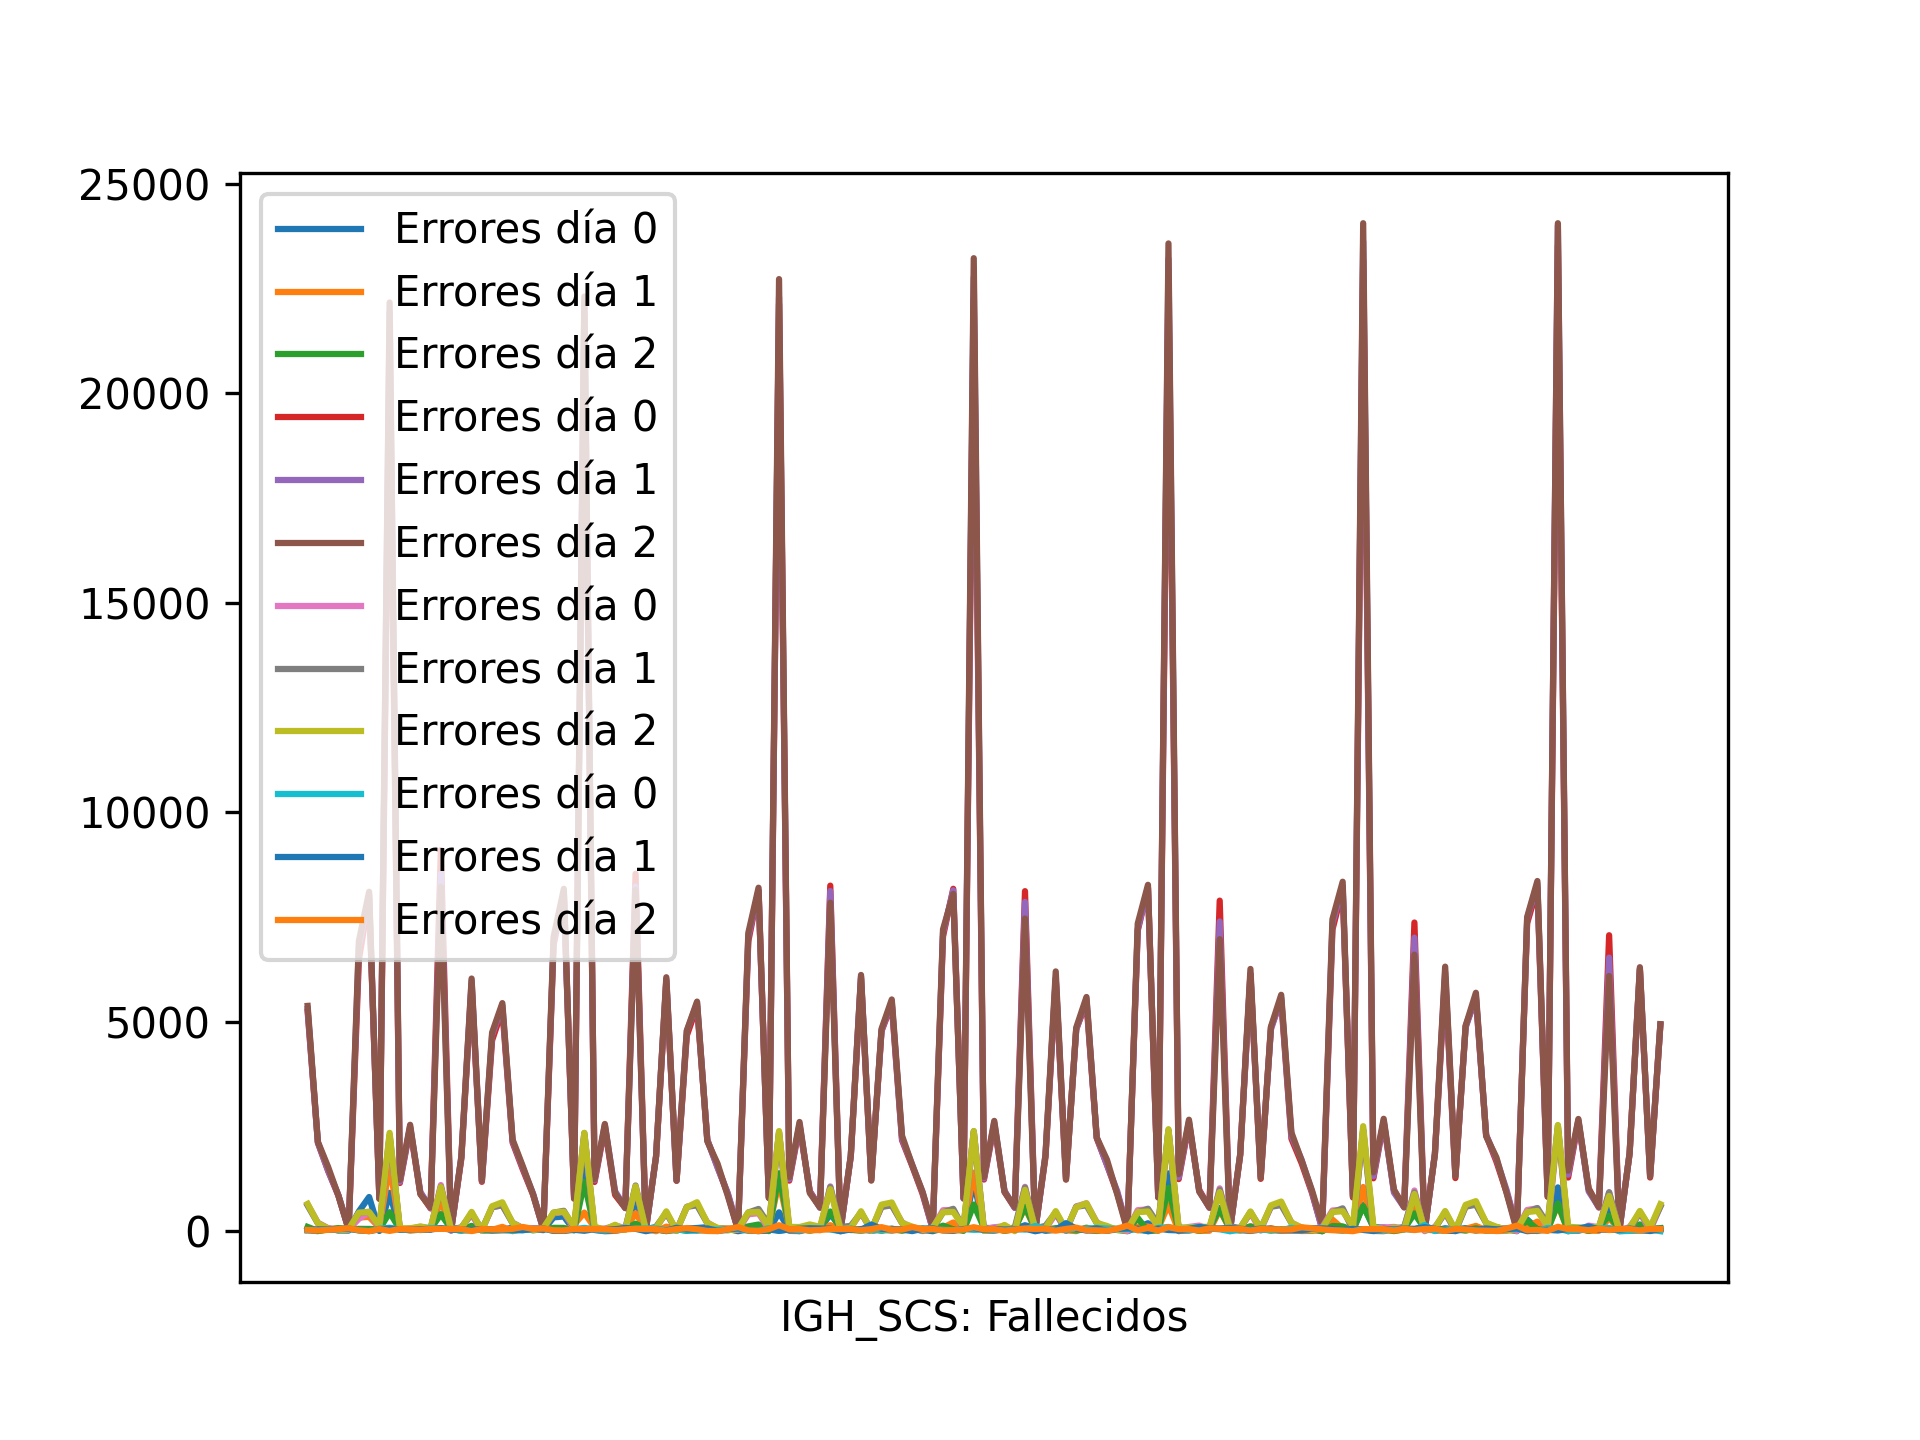 25000
20000
15000
10000
5000
0
Errores día 0
Errores día 1
Errores día 2
Errores día 0
Errores día 1
Errores día 2
Errores día 0
Errores día 1
Errores día 2
Errores día 0
Errores día 1
Errores día 2
IGH_SCS: Fallecidos